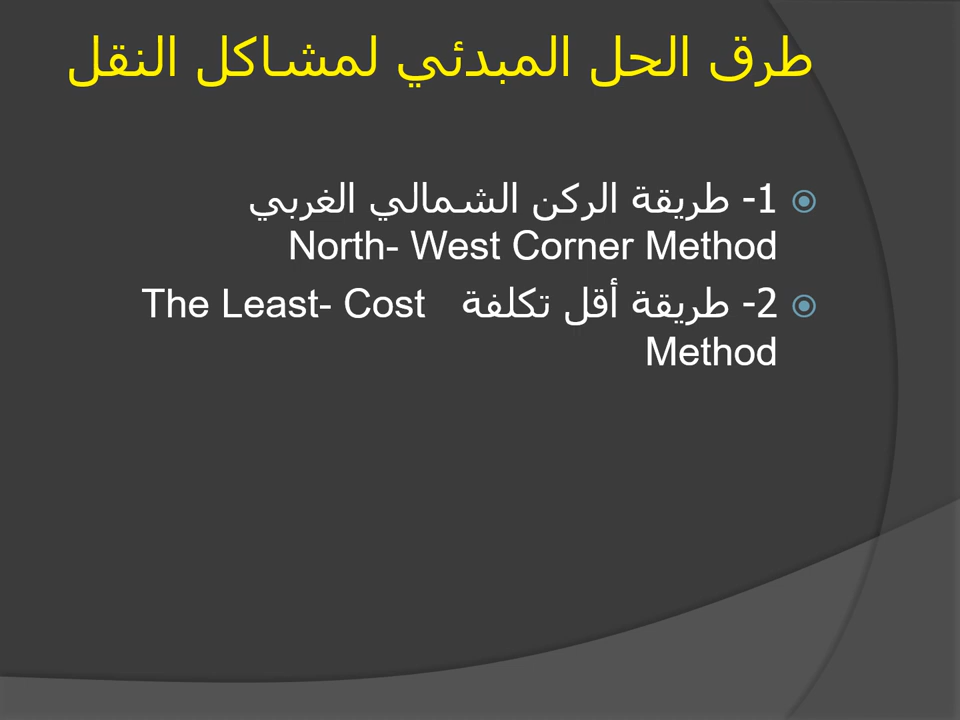 طرق الحل المبدئي لمشاكل النقل
1- طريقة الركن الشمالي الغربي
North- West Corner Method
2- طريقة أقل تكلفة The Least- Cost
Method